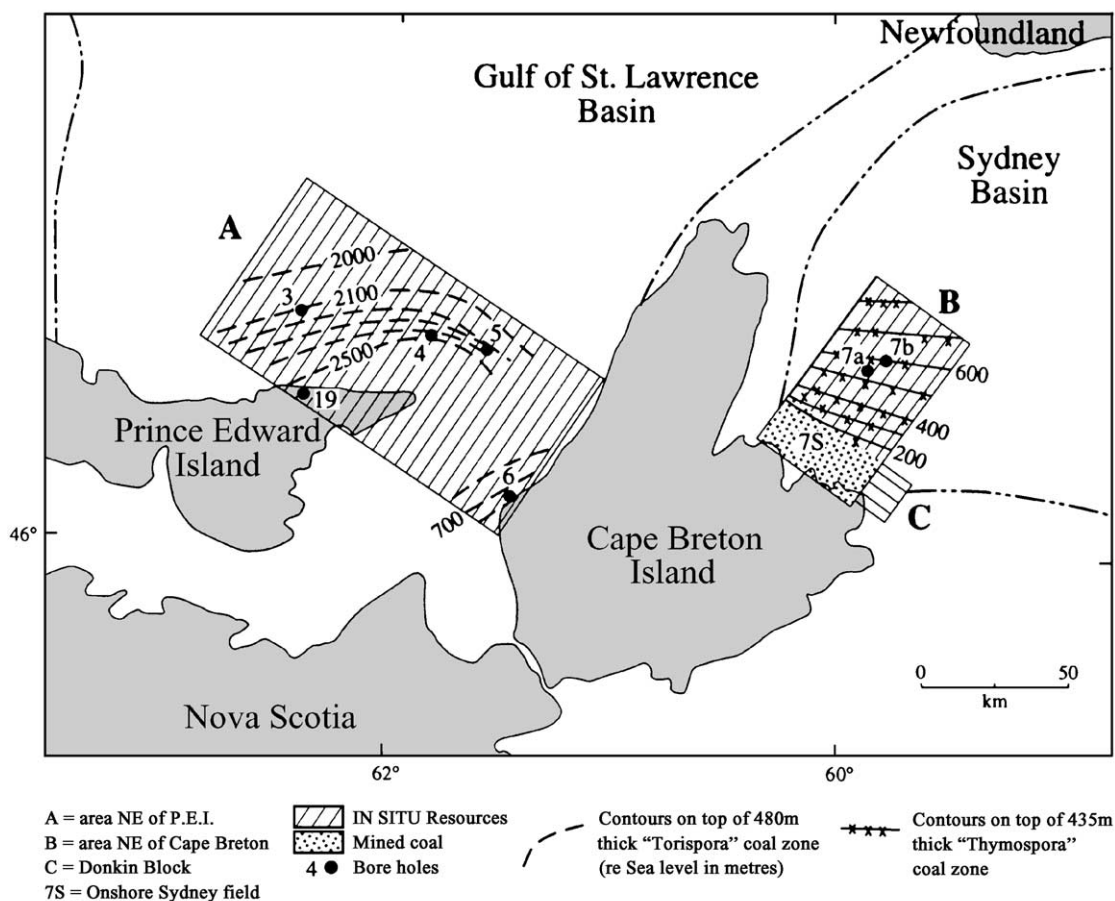 Newfoundland
Gulf of St. Lawrence
Basin
Sydney
Basin
A
2000
3
2100
5
4
2500
19
Prince Edward
Island
6
700
B
7b
7a
600
400
7S
200
C
46°
Cape Breton
Island
0 50
km
Nova Scotia
62° 60°
A = area NE of P.E.I.
B = area NE of Cape Breton
C = Donkin Block
7S = Onshore Sydney field
IN SITU Resources
Mined coal
4 Bore holes
Contours on top of 480m
thick “Torispora” coal zone
(re Sea level in metres)
Contours on top of 435m
thick “Thymospora”
coal zone